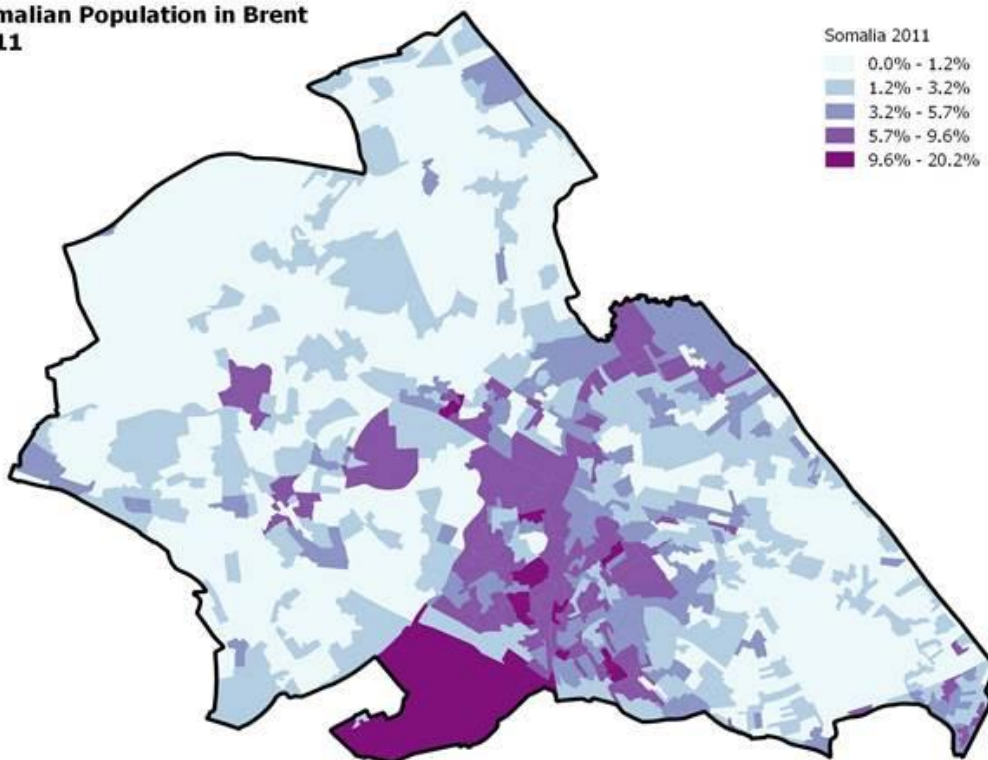 malian Population in Brent
11
Somalia 2011
0.0% - 1.2%
1.2% - 3.2%
3.2% - 5.7%
5.7% - 9.6%
9.6% - 20.2%